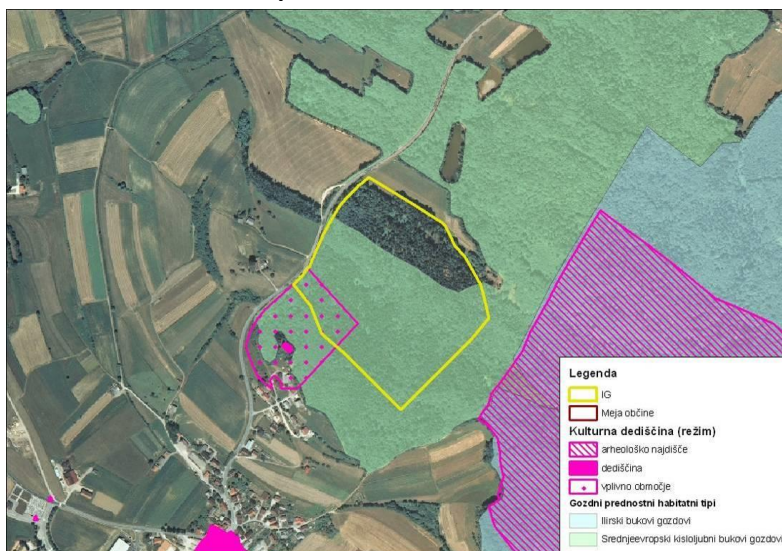 Legenda
IG
Meja občine
Kulturna dediščina (režim)
arheološko najdišče
dediščina
vplivno območje
Gozdni prednostni habitatni tipi
Ilirski bukovi gozdovi
Srednjeevropski kisloljubni bukovi gozdovi